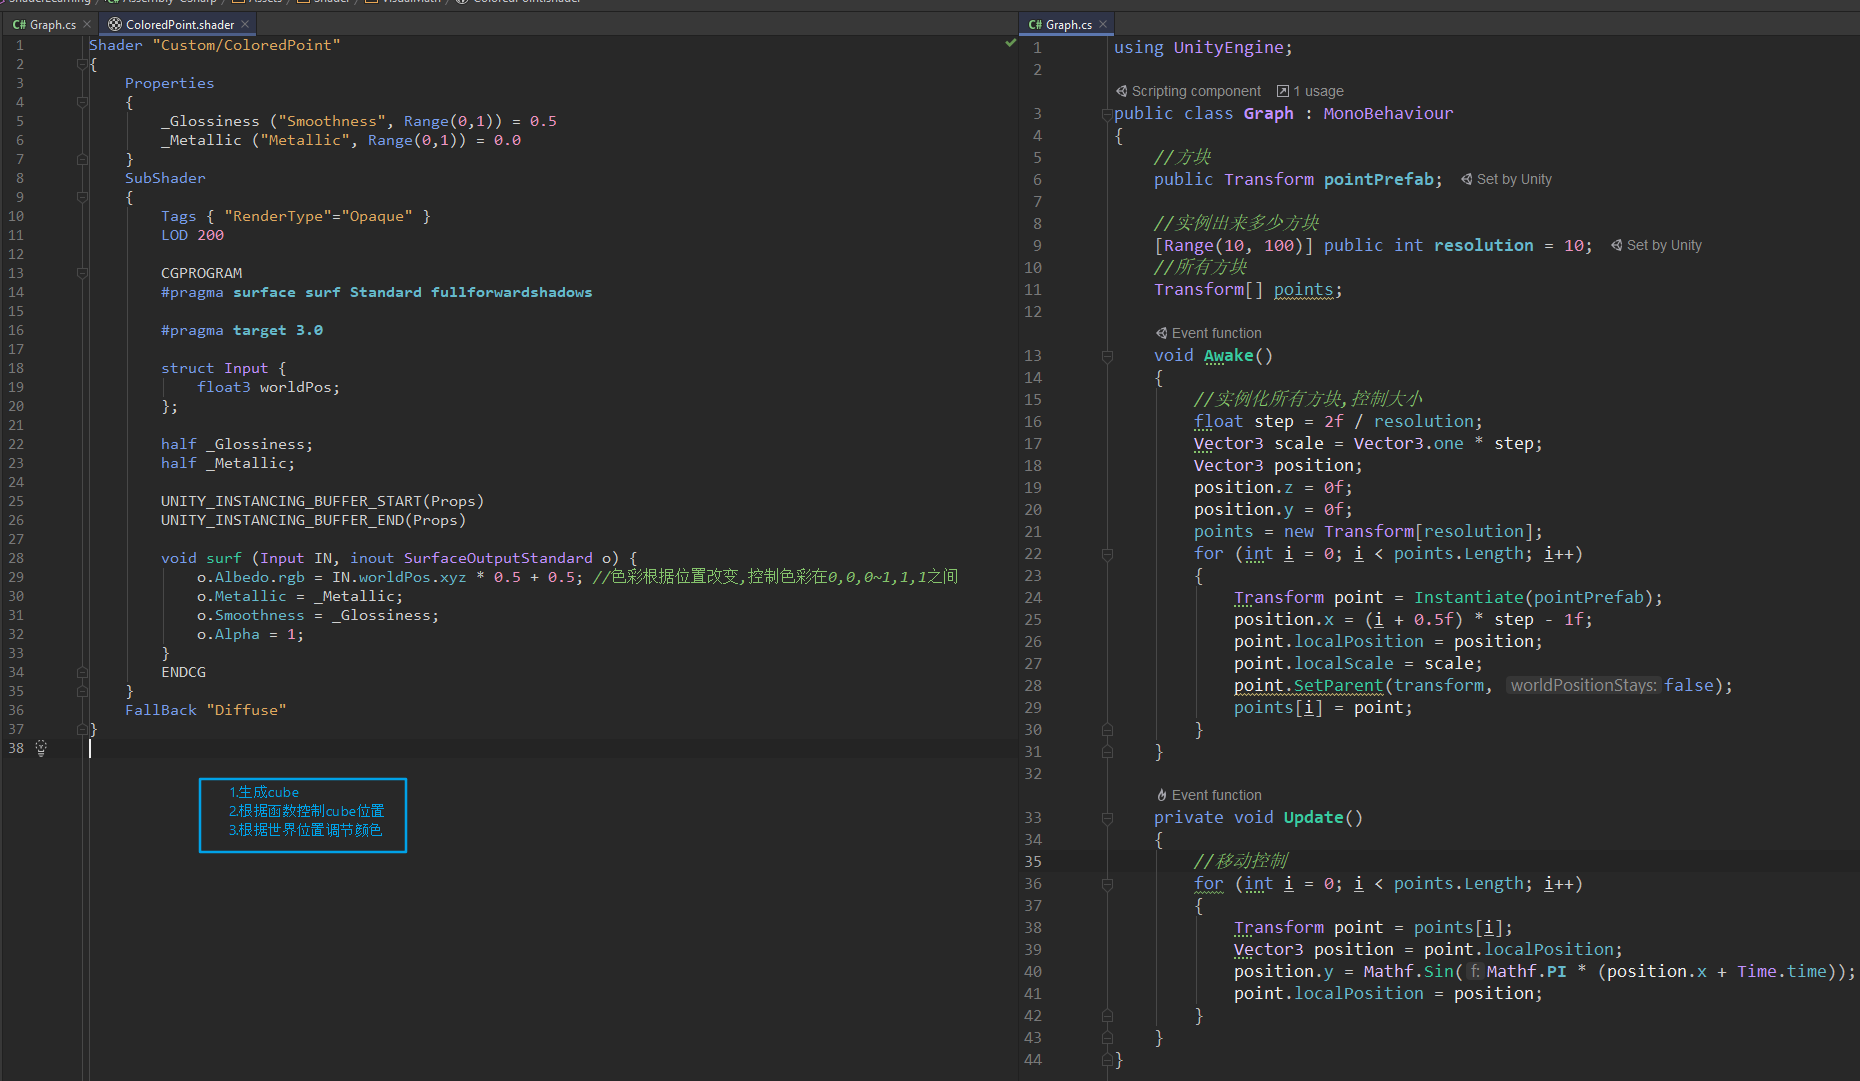 ShaderLearning Assembly-CSharp Assets Shader VisualMath ColoredPoint.shader
C# Graph.cs
ColoredPoint.shader
1 Shader "Custom/ColoredPoint"
2 {
3 Properties
4 {
5 _Glossiness ("Smoothness", Range(0,1)) = 0.5
6 _Metallic ("Metallic", Range(0,1)) = 0.0
7 }
8 SubShader
9 {
10 Tags { "RenderType"="Opaque" }
11 LOD 200
12
13 CGPROGRAM
14 #pragma surface surf Standard fullforwardshadows
15
16 #pragma target 3.0
17
18 struct Input {
19 float3 worldPos;
20 };
21
22 half _Glossiness;
23 half _Metallic;
24
25 UNITY_INSTANCING_BUFFER_START(Props)
26 UNITY_INSTANCING_BUFFER_END(Props)
27
28 void surf (Input IN, inout SurfaceOutputStandard o) {
29 o.Albedo.rgb = IN.worldPos.xyz * 0.5 + 0.5; //色彩根据位置改变,控制色彩在0,0,0~1,1,1之间
30 o.Metallic = _Metallic;
31 o.Smoothness = _Glossiness;
32 o.Alpha = 1;
33 }
34 ENDCG
35 }
36 FallBack "Diffuse"
37 }
38
1.生成cube
2.根据函数控制cube位置
3.根据世界位置调节颜色
C# Graph.cs
1 using UnityEngine;
2
Scripting component 1 usage
3 public class Graph : MonoBehaviour
4 {
5 //方块
6 public Transform pointPrefab; Set by Unity
7
8 //实例出来多少方块
9 [Range(10, 100)] public int resolution = 10; Set by Unity
10 //所有方块
11 Transform[] points;
12
Event function
13 void Awake()
14 {
15 //实例化所有方块,控制大小
16 float step = 2f / resolution;
17 Vector3 scale = Vector3.one * step;
18 Vector3 position;
19 position.z = 0f;
20 position.y = 0f;
21 points = new Transform[resolution];
22 for (int i = 0; i < points.Length; i++)
23 {
24 Transform point = Instantiate(pointPrefab);
25 position.x = (i + 0.5f) * step - 1f;
26 point.localPosition = position;
27 point.localScale = scale;
28 point.SetParent(transform, worldPositionStays: false);
29 points[i] = point;
30 }
31 }
32
Event function
33 private void Update()
34 {
35 //移动控制
36 for (int i = 0; i < points.Length; i++)
37 {
38 Transform point = points[i];
39 Vector3 position = point.localPosition;
40 position.y = Mathf.Sin( f: Mathf.PI * (position.x + Time.time));
41 point.localPosition = position;
42 }
43 }
44 }